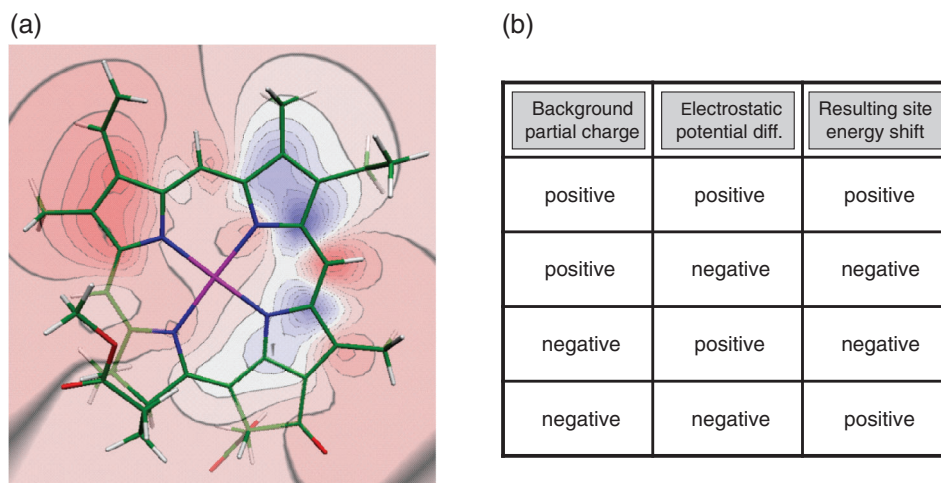 (a)
(b)
Background partial charge
Electrostatic potential diff.
Resulting site energy shift
positive
positive
positive
positive
negative
negative
negative
positive
negative
negative
negative
positive